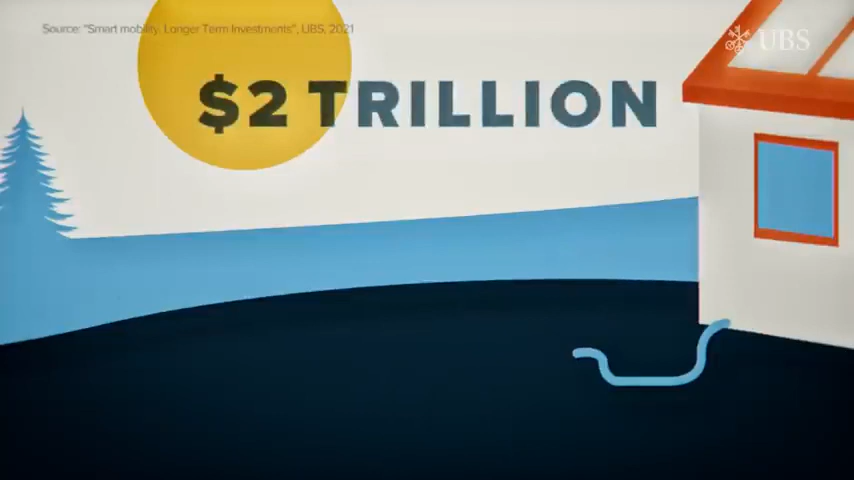 Source: "Smart mobility. Longer Term Investments", UBS, 2021
UBS
$2 TRILLION